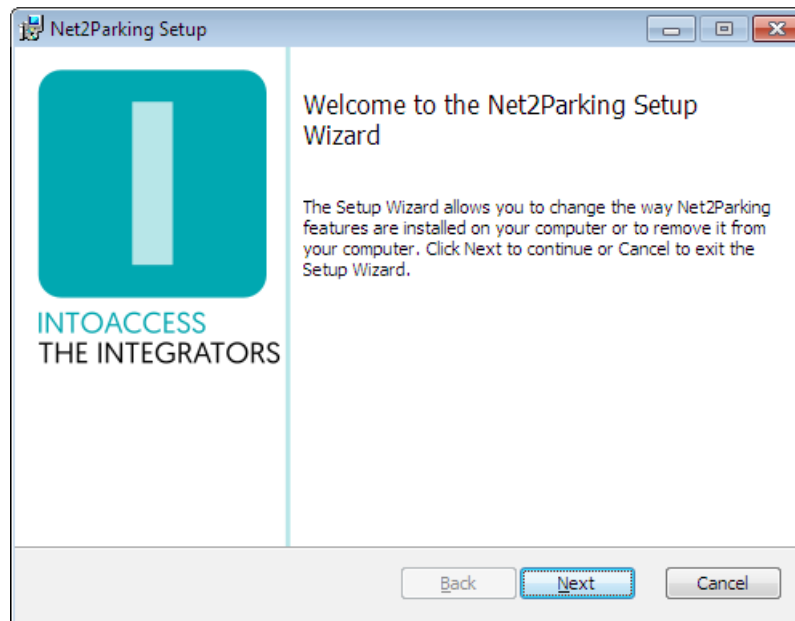 Net2Parking Setup
Welcome to the Net2Parking Setup
Wizard
The Setup Wizard allows you to change the way Net2Parking
features are installed on your computer or to remove it from
your computer. Click Next to continue or Cancel to exit the
Setup Wizard.
INTOACCESS
THE INTEGRATORS
Back
Next
Cancel